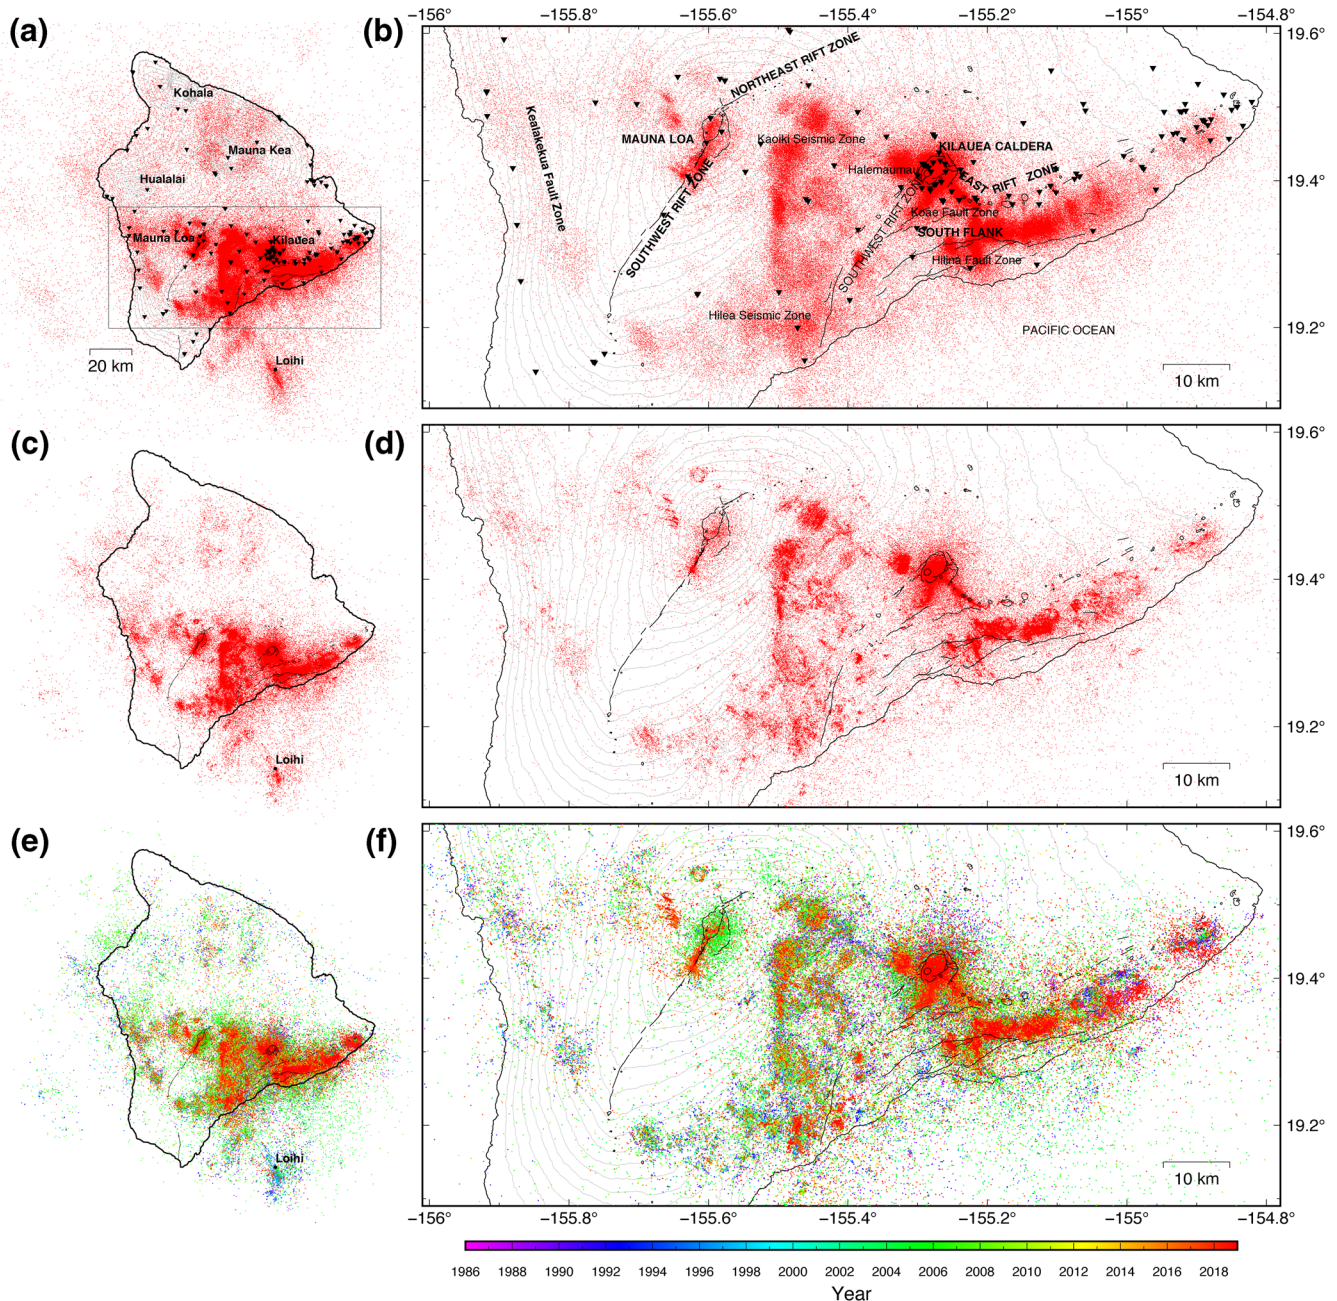 (a)
Kohala
Mauna Kea
Hualalai
Mauna Loa
Kilauea
20 km
Loihi
(b)
−156°
−155.8°
−155.6°
−155.4°
−155.2°
−155°
−154.8°
19.6°
19.4°
19.2°
NORTHEAST RIFT ZONE
Kealakekua Fault Zone
MAUNA LOA
Kaoiki Seismic Zone
KILAUEA CALDERA
Halemaumau
EAST RIFT ZONE
SOUTHWEST RIFT ZONE
SOUTHWEST RIFT ZONE
Koae Fault Zone
SOUTH FLANK
Hilina Fault Zone
Hilea Seismic Zone
PACIFIC OCEAN
10 km
(c)
Loihi
(d)
19.6°
19.4°
19.2°
10 km
(e)
Loihi
(f)
19.6°
19.4°
19.2°
10 km
−156°
−155.8°
−155.6°
−155.4°
−155.2°
−155°
−154.8°
1986 1988 1990 1992 1994 1996 1998 2000 2002 2004 2006 2008 2010 2012 2014 2016 2018
Year